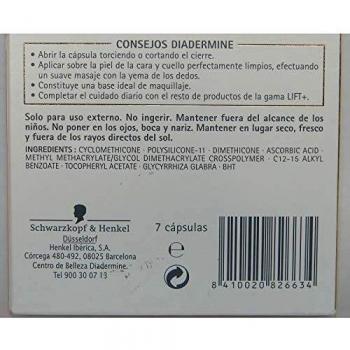 CONSEJOS DIADERMINE
• Abrir la cápsula torciendo o cortando el cierre.
• Aplicar sobre la piel de la cara y cuello perfectamente limpios, efectuando
un suave masaje con la yema de los dedos.
• Constituye una base ideal de maquillaje.
• Completar el cuidado diario con el resto de productos de la gama LIFT+.
Solo para uso externo. No ingerir. Mantener fuera del alcance de los
niños. No poner en los ojos, boca y nariz. Mantener en lugar seco, fresco
y fuera de los rayos directos del sol.
INGREDIENTS : CYCLOMETHICONE · POLYSILICONE-11 · DIMETHICONE · ASCORBIC ACID ·
METHYL METHACRYLATE/GLYCOL DIMETHACRYLATE CROSSPOLYMER · C12-15 ALKYL
BENZOATE · TOCOPHERYL ACETATE · GLYCYRRHIZA GLABRA · BHT
Schwarzkopf & Henkel
Düsseldorf
Henkel Ibérica, S.A.
Córcega 480-492, 08025 Barcelona
Centro de Belleza Diadermine.
Tel 900 30 07 13
7 cápsulas
e
8 410020 826634